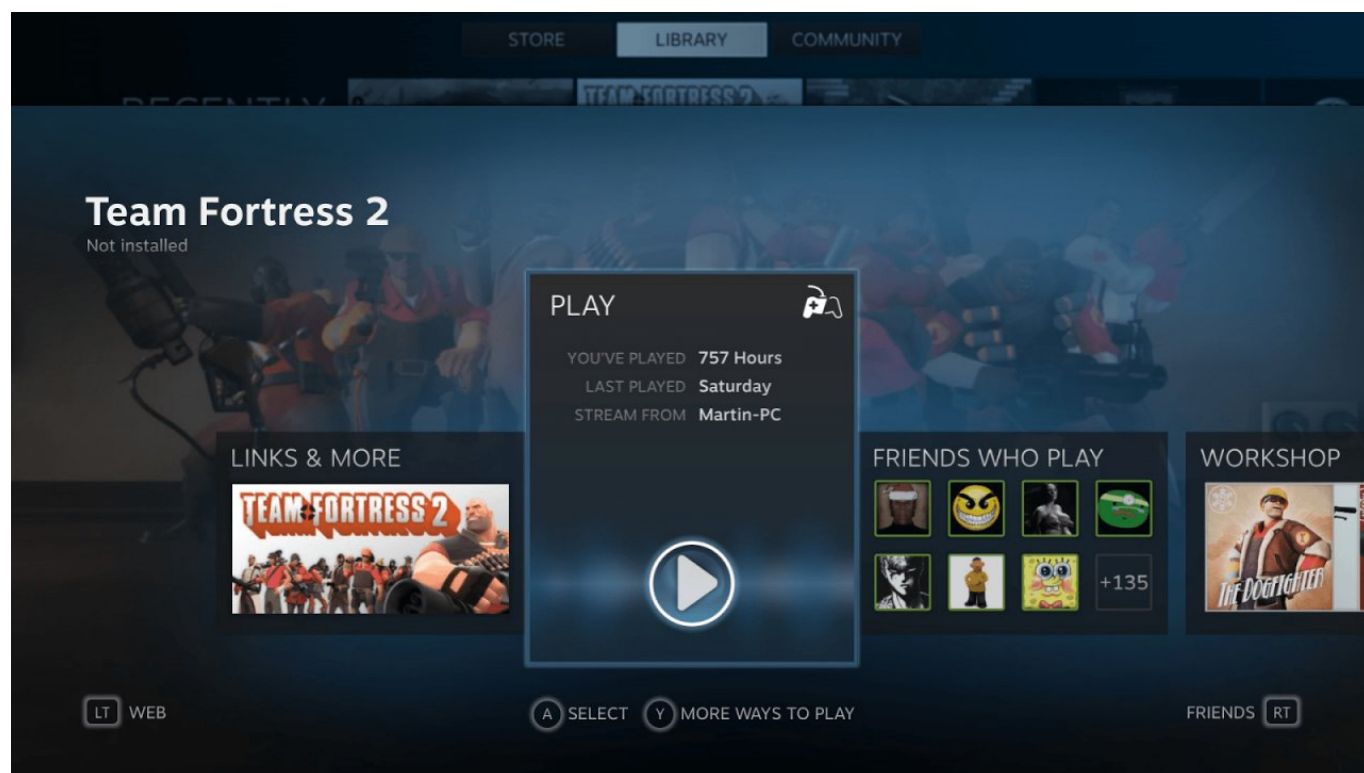 STORE LIBRARY COMMUNITY
RECENTLY
TEAM FORTRESS 2
Team Fortress 2
Not installed
PLAY
YOU'VE PLAYED 757 Hours
LAST PLAYED Saturday
STREAM FROM Martin-PC
LINKS & MORE
TEAM FORTRESS 2
FRIENDS WHO PLAY
+135
WORKSHOP
THE DOGFIGHTER
LT WEB
A SELECT Y MORE WAYS TO PLAY
FRIENDS RT